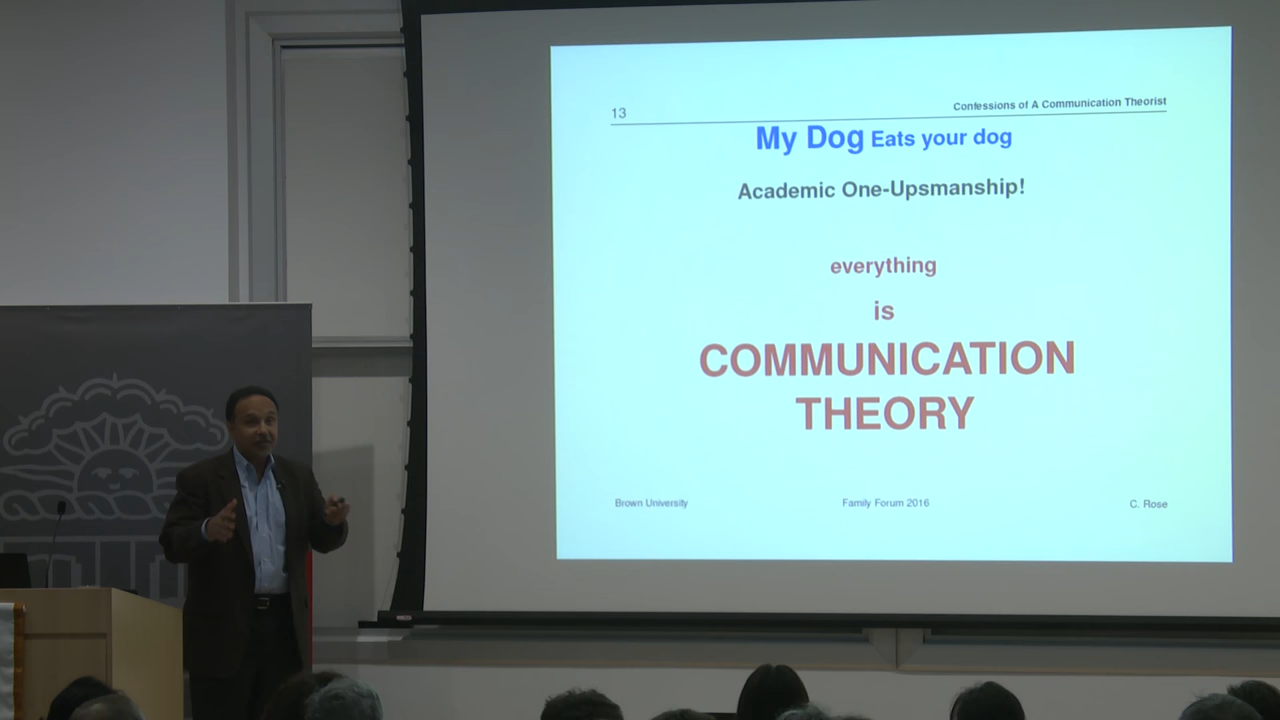 13 Confessions of A Communication Theorist
My Dog Eats your dog
Academic One-Upsmanship!
everything
is
COMMUNICATION
THEORY
Brown University Family Forum 2016 C. Rose